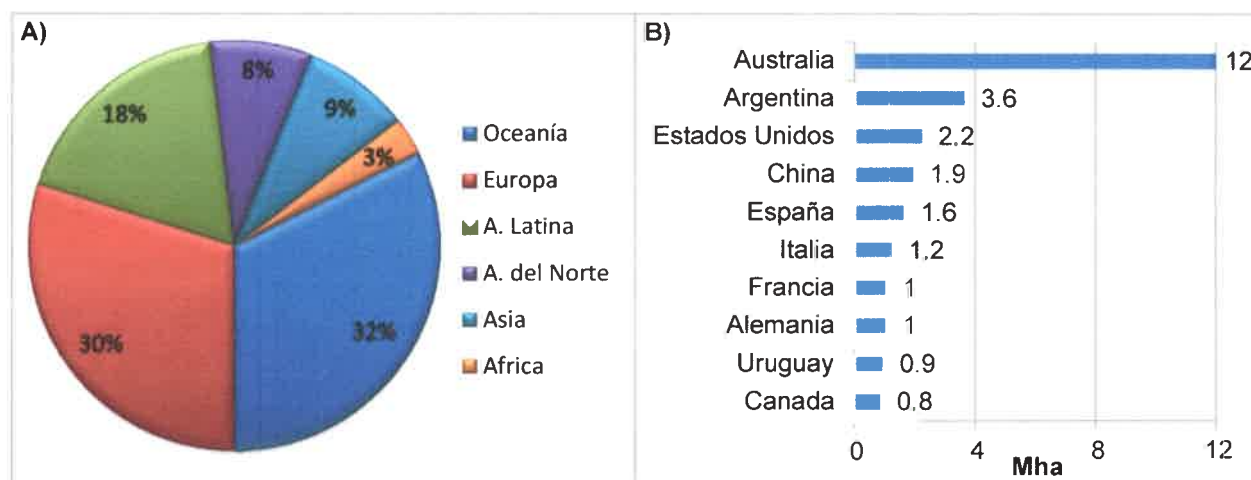 A)
8%
9%
18%
3%
30%
32%
Oceanía
Europa
A. Latina
A. del Norte
Asia
Africa
B)
Australia 12
Argentina 3.6
Estados Unidos 2.2
China 1.9
España 1.6
Italia 1.2
Francia 1
Alemania 1
Uruguay 0.9
Canada 0.8
0 4 8 12
Mha